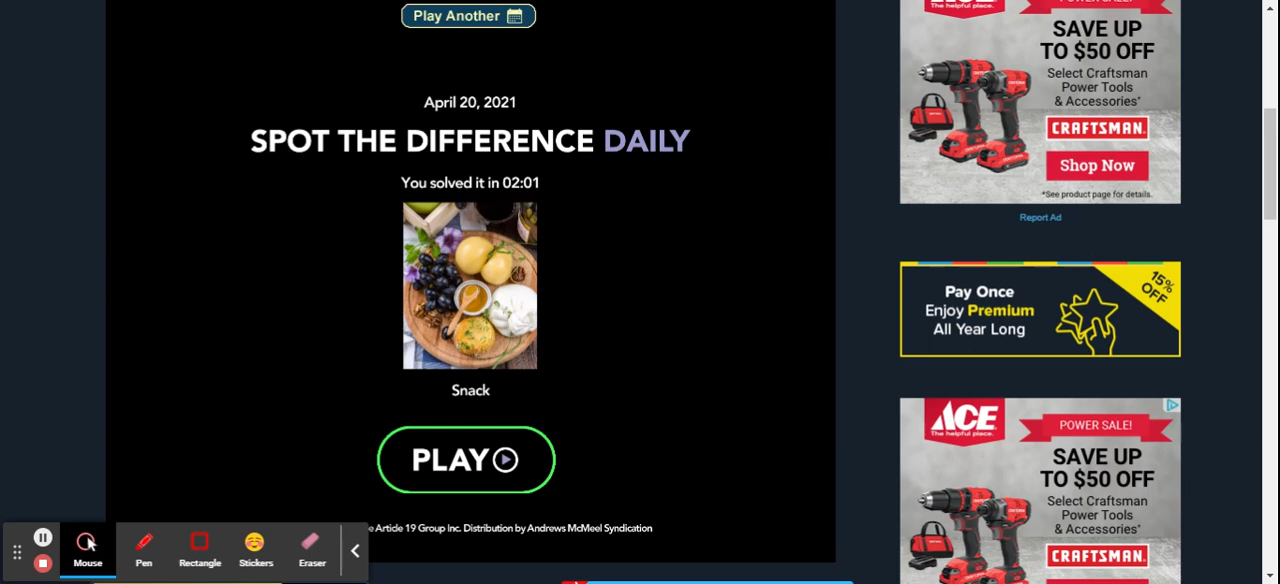 Play Another
April 20, 2021
SPOT THE DIFFERENCE DAILY
You solved it in 02:01
Snack
PLAY
Article 19 Group Inc. Distribution by Andrews McMeel Syndication
Mouse
Pen
Rectangle
Stickers
Eraser
The helpful place.
SAVE UP
TO $50 OFF
Select Craftsman
Power Tools
& Accessories*
CRAFTSMAN.
Shop Now
*See product page for details.
Report Ad
Pay Once
Enjoy Premium
All Year Long
15%
OFF
ACE
The helpful place.
POWER SALE!
SAVE UP
TO $50 OFF
Select Craftsman
Power Tools
& Accessories*
CRAFTSMAN.